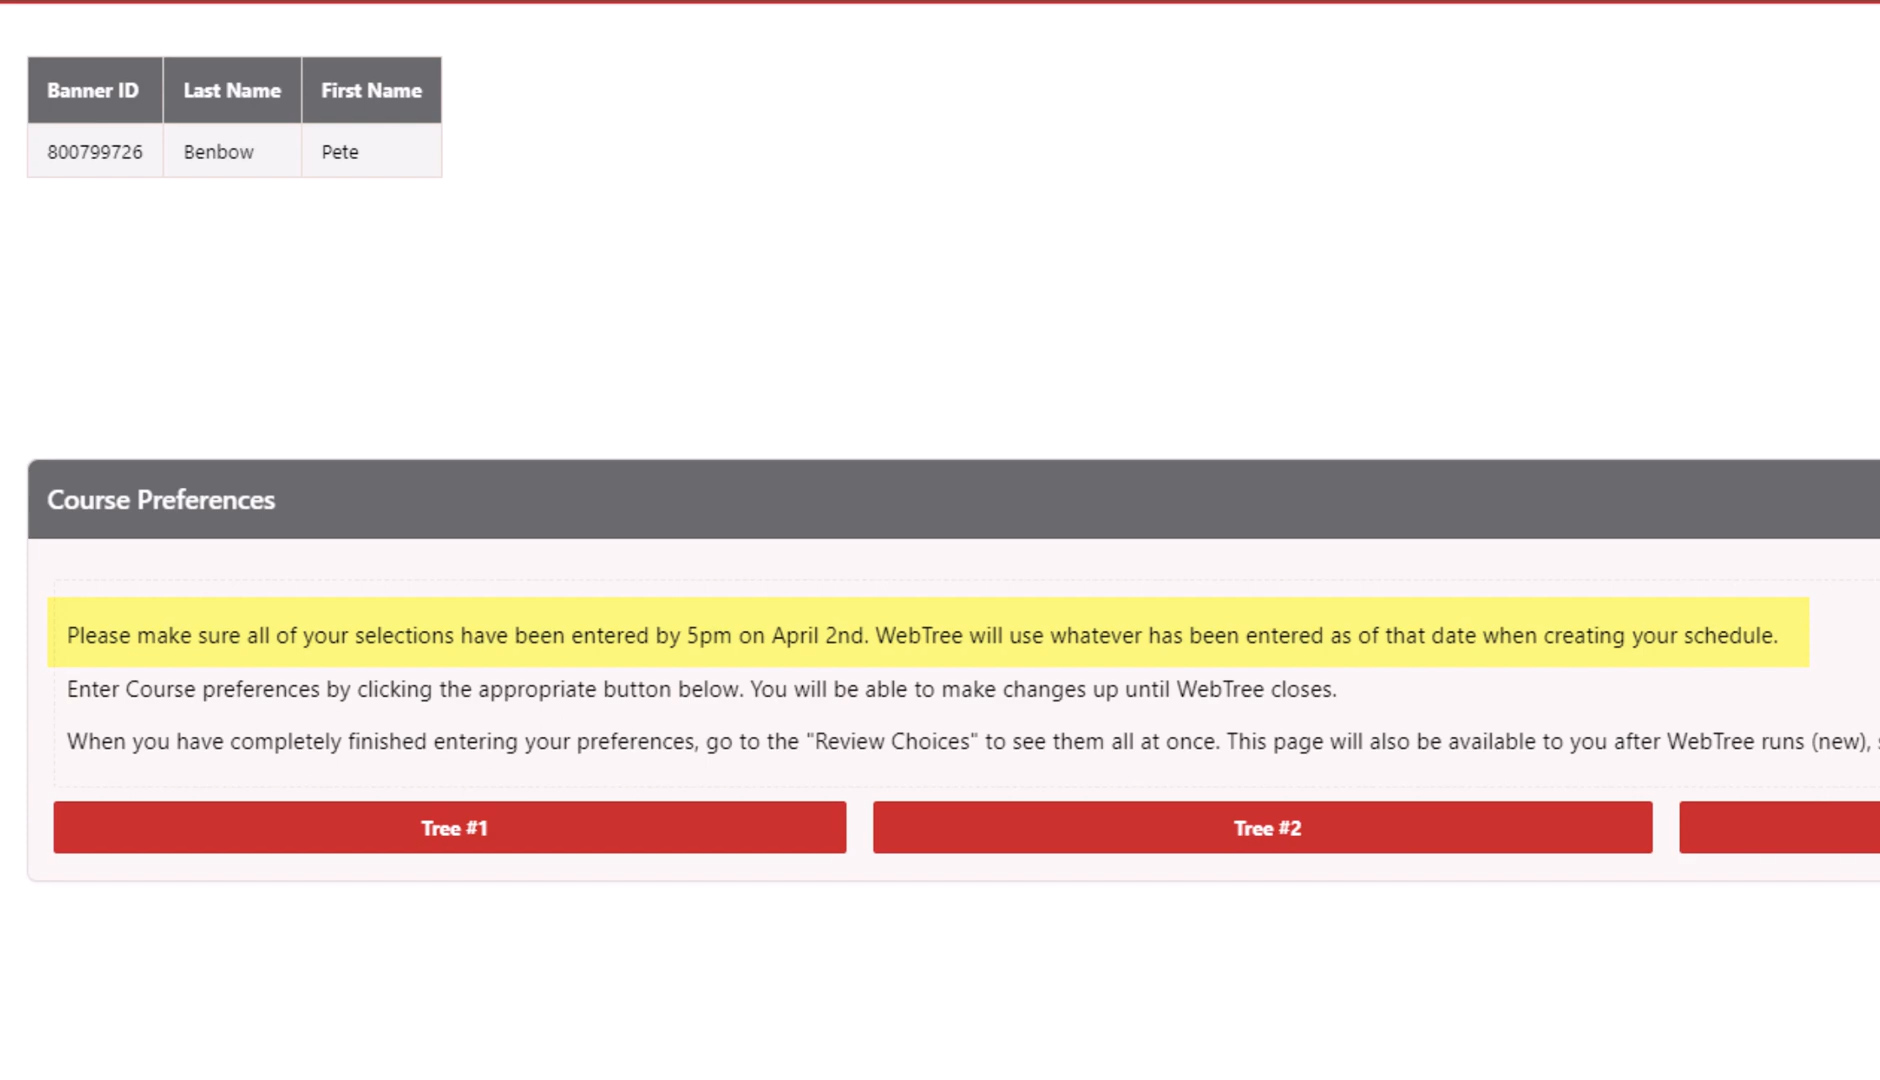 Banner ID Last Name First Name
800799726 Benbow Pete
Course Preferences
Please make sure all of your selections have been entered by 5pm on April 2nd. WebTree will use whatever has been entered as of that date when creating your schedule.
Enter Course preferences by clicking the appropriate button below. You will be able to make changes up until WebTree closes.
When you have completely finished entering your preferences, go to the "Review Choices" to see them all at once. This page will also be available to you after WebTree runs (new),
Tree #1 Tree #2